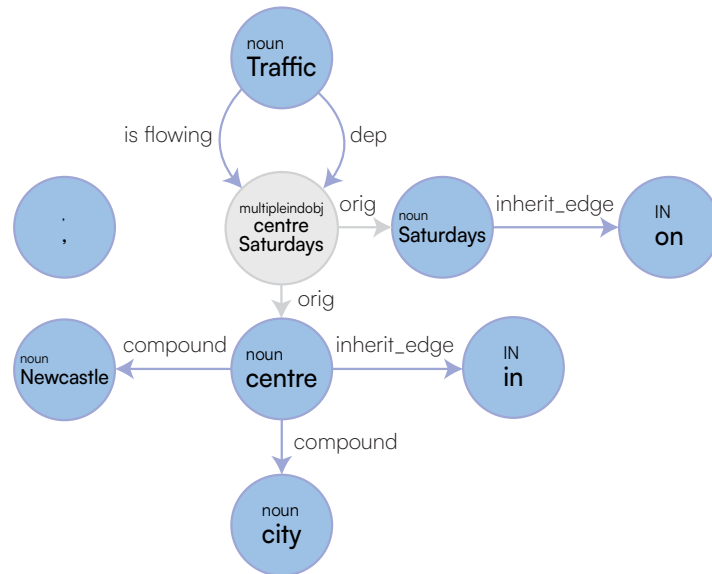 noun
Traffic
is flowing
dep
,
,
multipleindobj
centre
Saturdays
orig
noun
Saturdays
inherit_edge
IN
on
orig
noun
Newcastle
compound
noun
centre
inherit_edge
IN
in
compound
noun
city